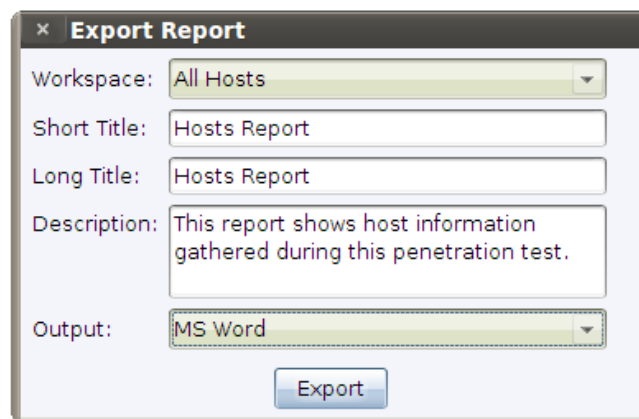 Export Report
Workspace: All Hosts
Short Title: Hosts Report
Long Title: Hosts Report
Description: This report shows host information
gathered during this penetration test.
Output: MS Word
Export